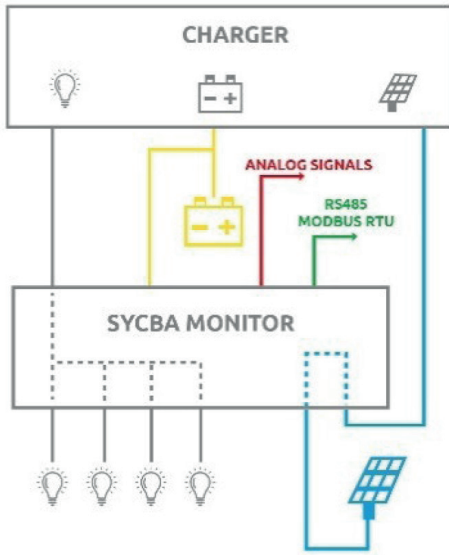 CHARGER
ANALOG SIGNALS
RS485
MODBUS RTU
SYCBA MONITOR